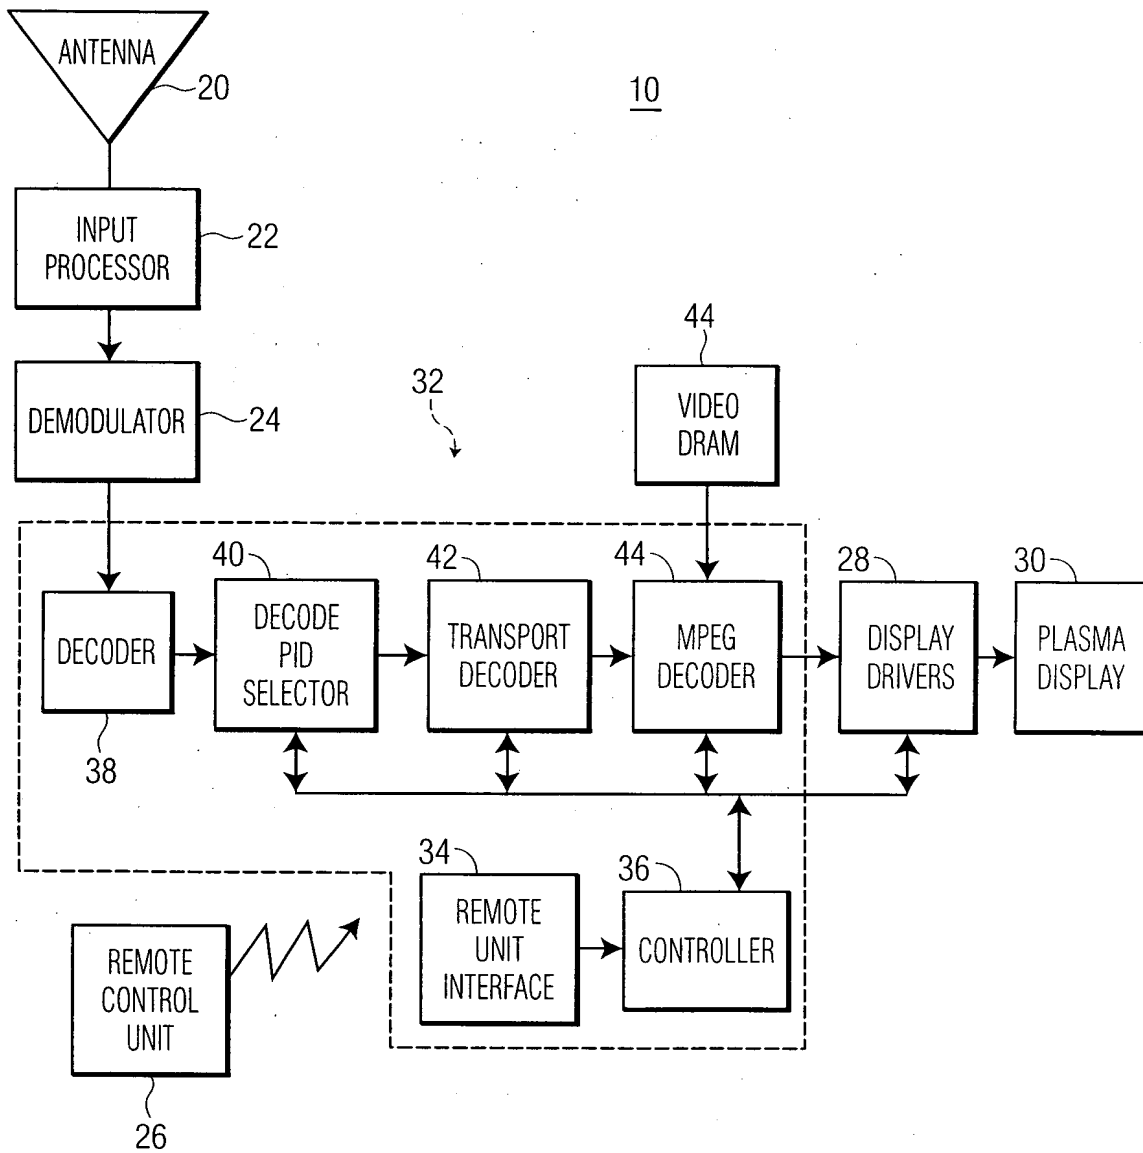 ANTENNA
20
10
INPUT
PROCESSOR
22
DEMODULATOR
24
32
44
VIDEO
DRAM
40
42
44
28
30
DECODER
38
DECODE
PID
SELECTOR
TRANSPORT
DECODER
MPEG
DECODER
DISPLAY
DRIVERS
PLASMA
DISPLAY
34
36
REMOTE
UNIT
INTERFACE
CONTROLLER
REMOTE
CONTROL
UNIT
26